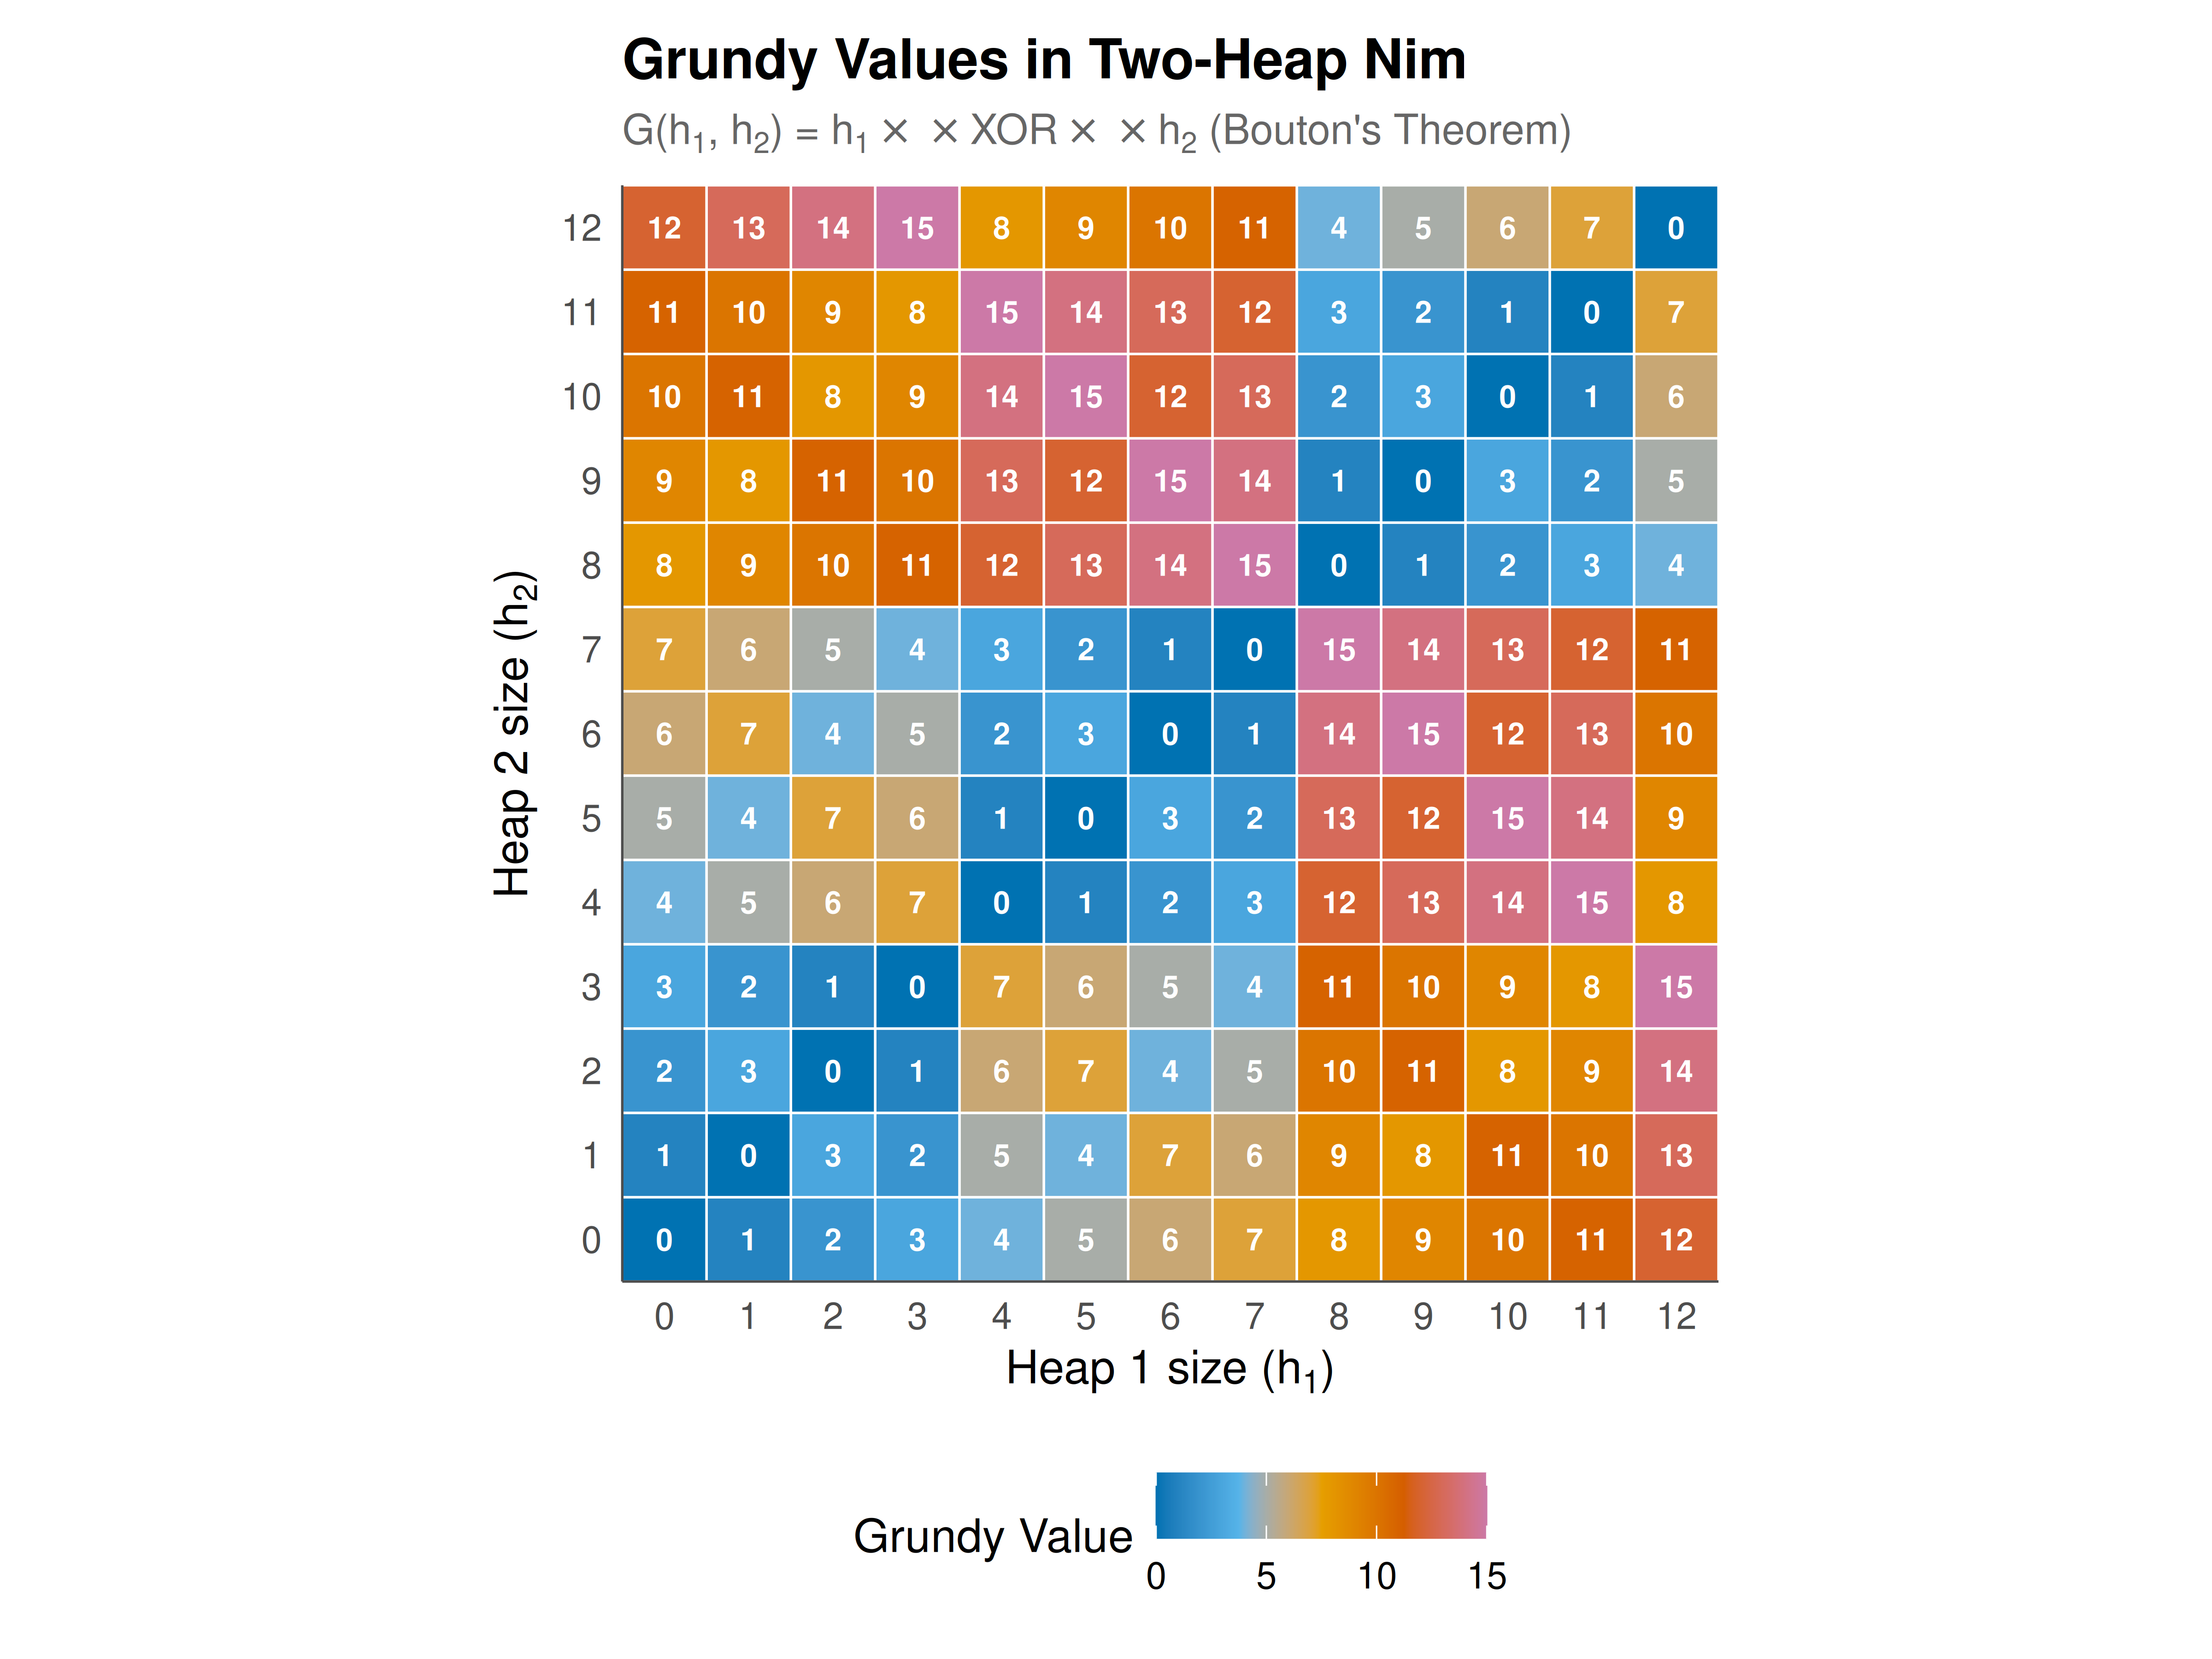 Grundy Values in Two-Heap Nim
G(h₁, h₂) = h₁ × × XOR × × h₂ (Bouton's Theorem)
12 12 13 14 15 8 9 10 11 4 5 6 7 0
11 11 10 9 8 15 14 13 12 3 2 1 0 7
10 10 11 8 9 14 15 12 13 2 3 0 1 6
9 9 8 11 10 13 12 15 14 1 0 3 2 5
8 8 9 10 11 12 13 14 15 0 1 2 3 4
7 7 6 5 4 3 2 1 0 15 14 13 12 11
6 6 7 4 5 2 3 0 1 14 15 12 13 10
5 5 4 7 6 1 0 3 2 13 12 15 14 9
4 4 5 6 7 0 1 2 3 12 13 14 15 8
3 3 2 1 0 7 6 5 4 11 10 9 8 15
2 2 3 0 1 6 7 4 5 10 11 8 9 14
1 1 0 3 2 5 4 7 6 9 8 11 10 13
0 0 1 2 3 4 5 6 7 8 9 10 11 12
0 1 2 3 4 5 6 7 8 9 10 11 12
Heap 2 size (h₂)
Heap 1 size (h₁)
Grundy Value
0 5 10 15